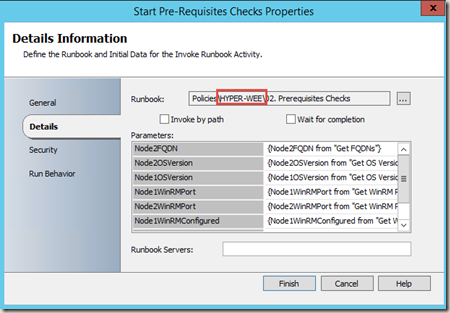 Start Pre-Requisites Checks Properties
Details Information
Define the Runbook and Initial Data for the Invoke Runbook Activity.
General
Details
Security
Run Behavior
Runbook: Policies\HYPER-WEE\02. Prerequisites Checks ...
Invoke by path Wait for completion
Parameters:
Node2FQDN {Node2FQDN from "Get FQDNs"}
Node2OSVersion {Node2OSVersion from "Get OS Version
Node1OSVersion {Node1OSVersion from "Get OS Version
Node1WinRMPort {Node1WinRMPort from "Get WinRM P
Node2WinRMPort {Node2WinRMPort from "Get WinRM P
Node1WinRMConfigured {Node1WinRMConfigured from "Get W
Runbook Servers:
Finish Cancel Help